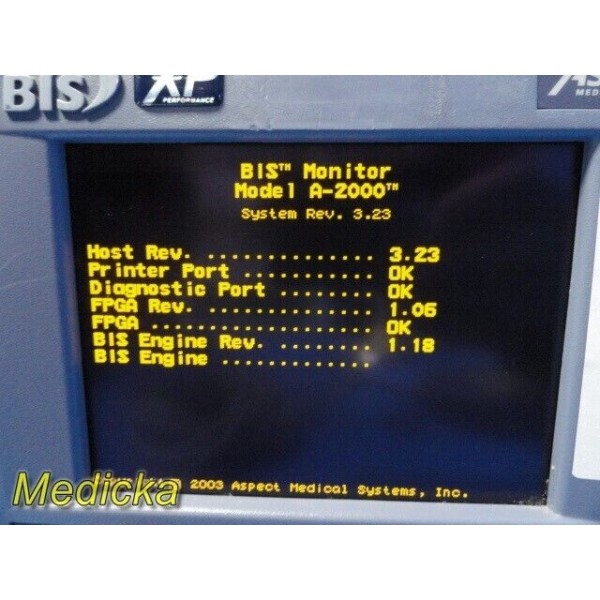 BIS XP
PERFORMANCE
MED
BIS™ Monitor
Model A-2000™
System Rev. 3.23
Host Rev. ............... 3.23
Printer Port ........... OK
Diagnostic Port ........ OK
FPGA Rev. .............. 1.06
FPGA ................... OK
BIS Engine Rev. ........ 1.18
BIS Engine .............
2003 Aspect Medical Systems, Inc.
Medicka